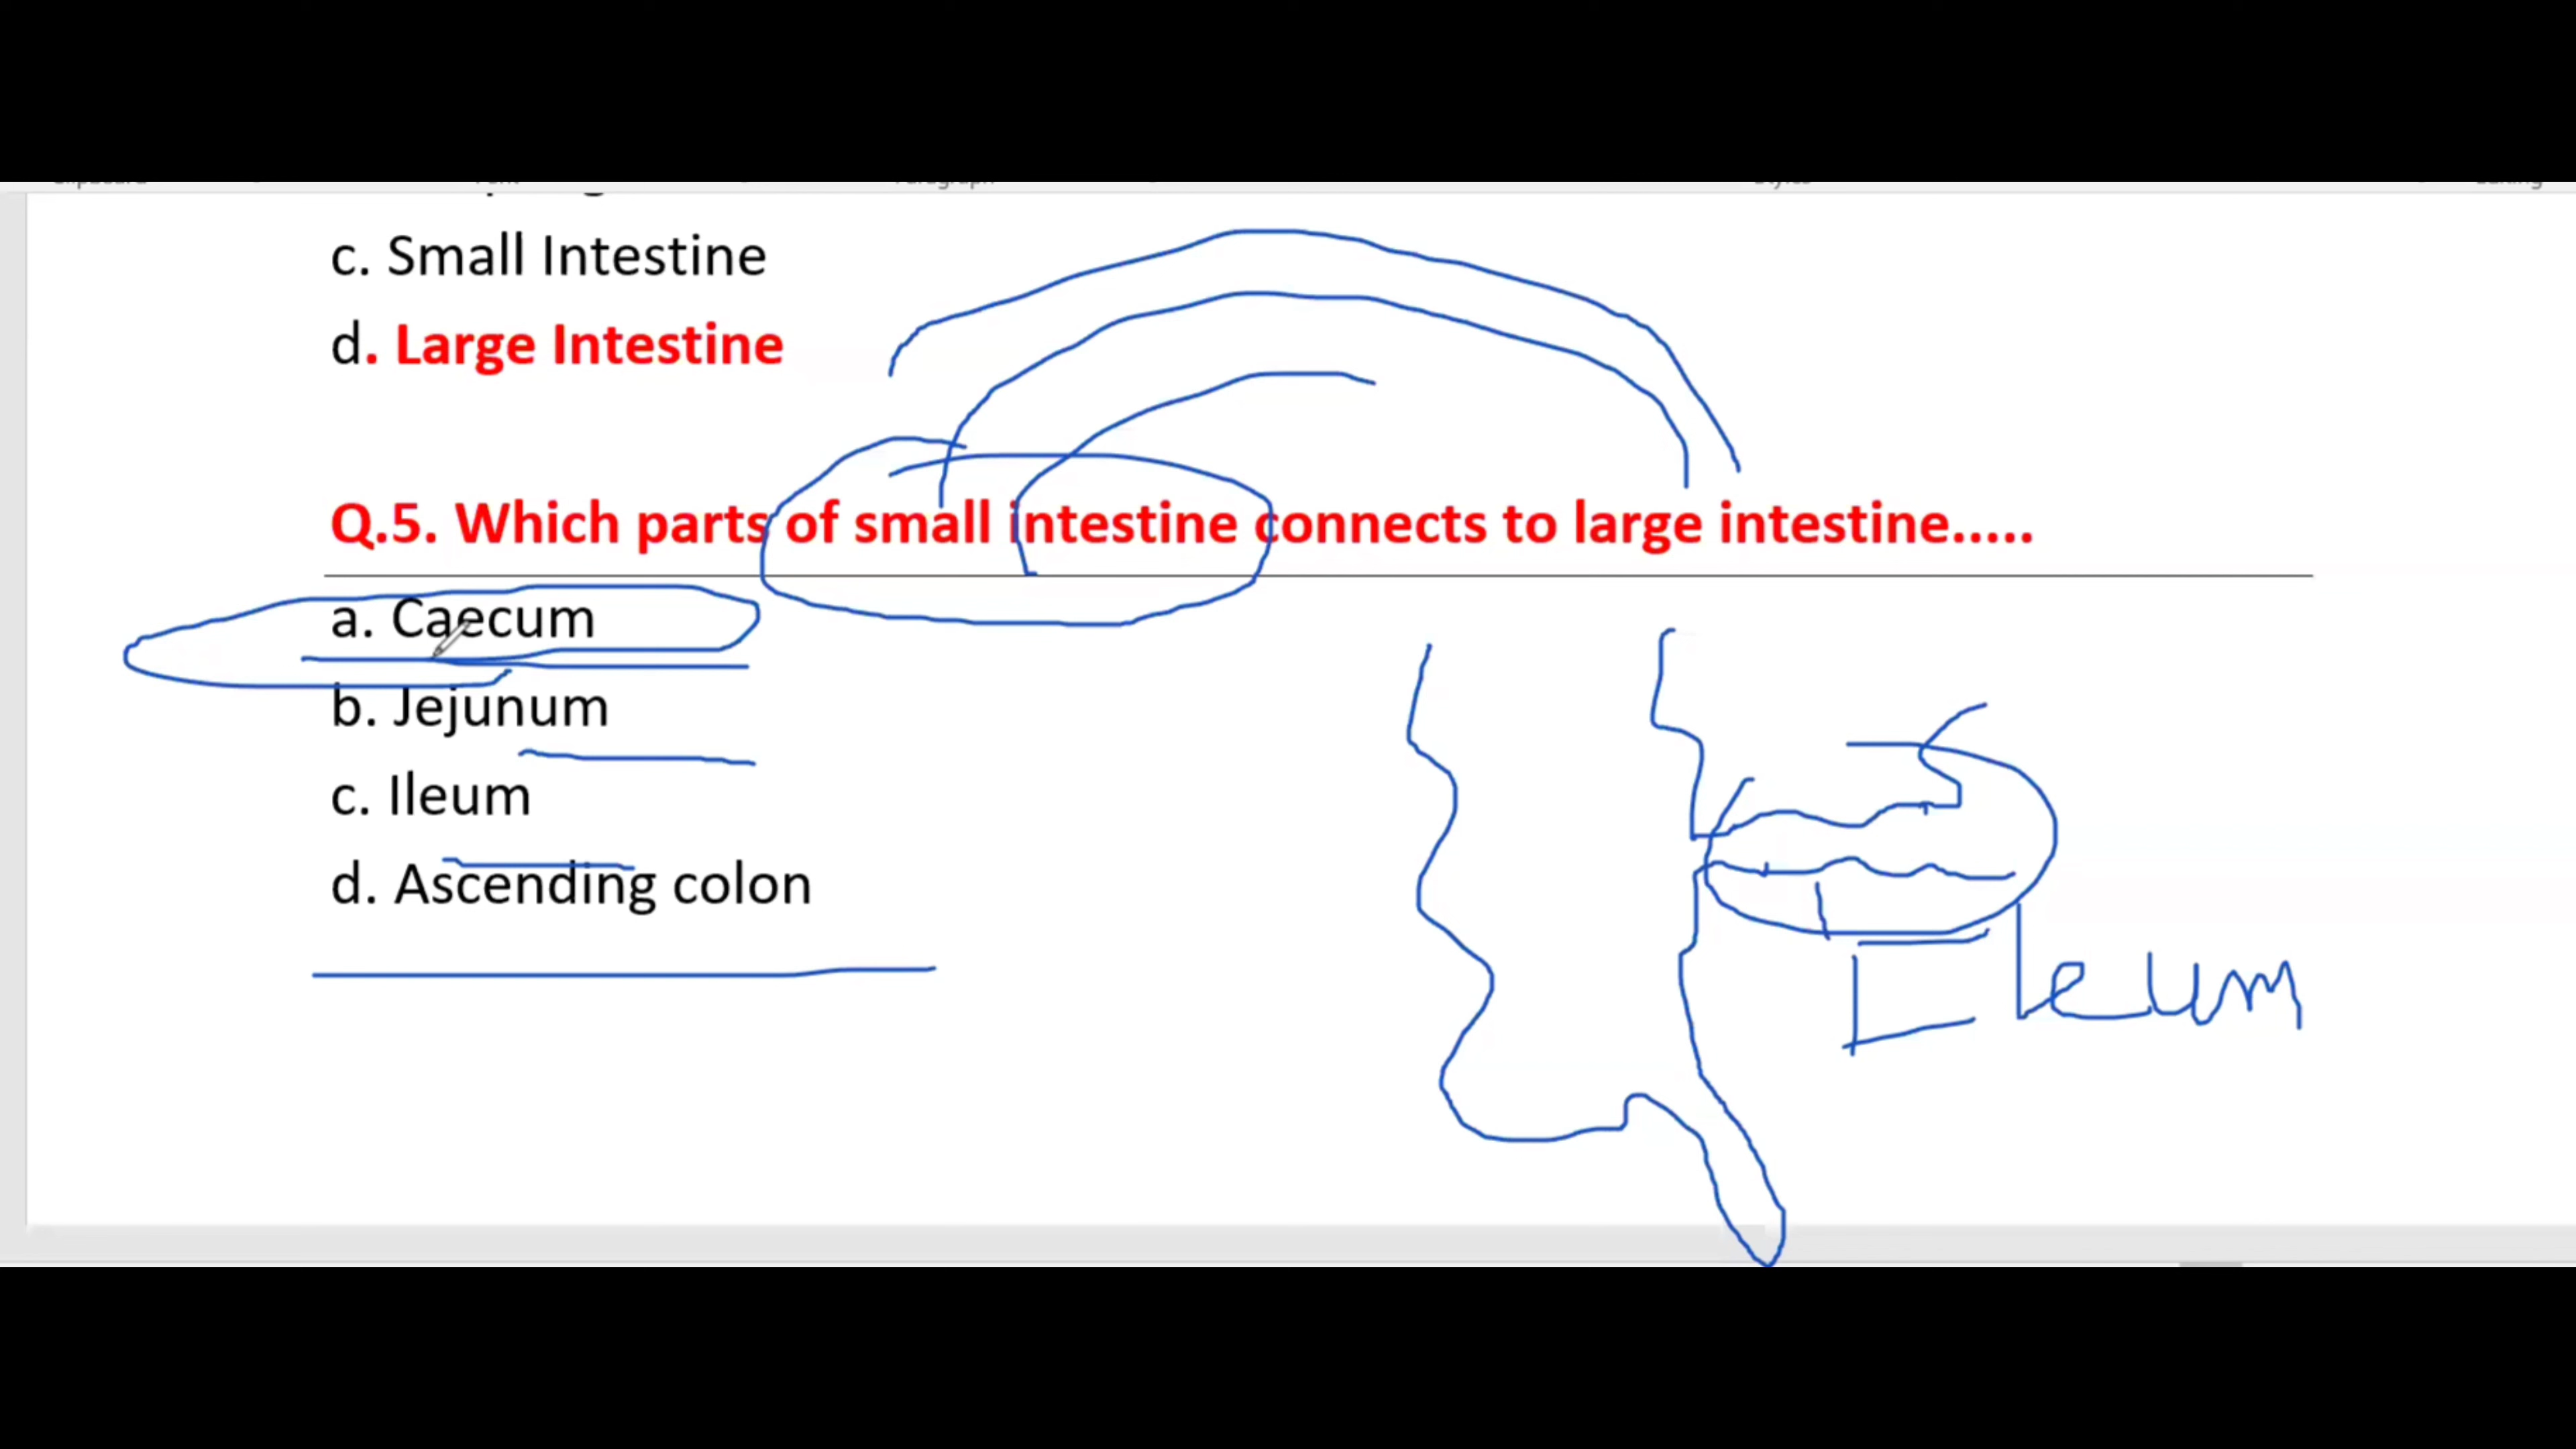 c. Small Intestine
d. Large Intestine
Q.5. Which parts of small intestine connects to large intestine.....
a. Caecum
b. Jejunum
c. Ileum
d. Ascending colon
Ileum